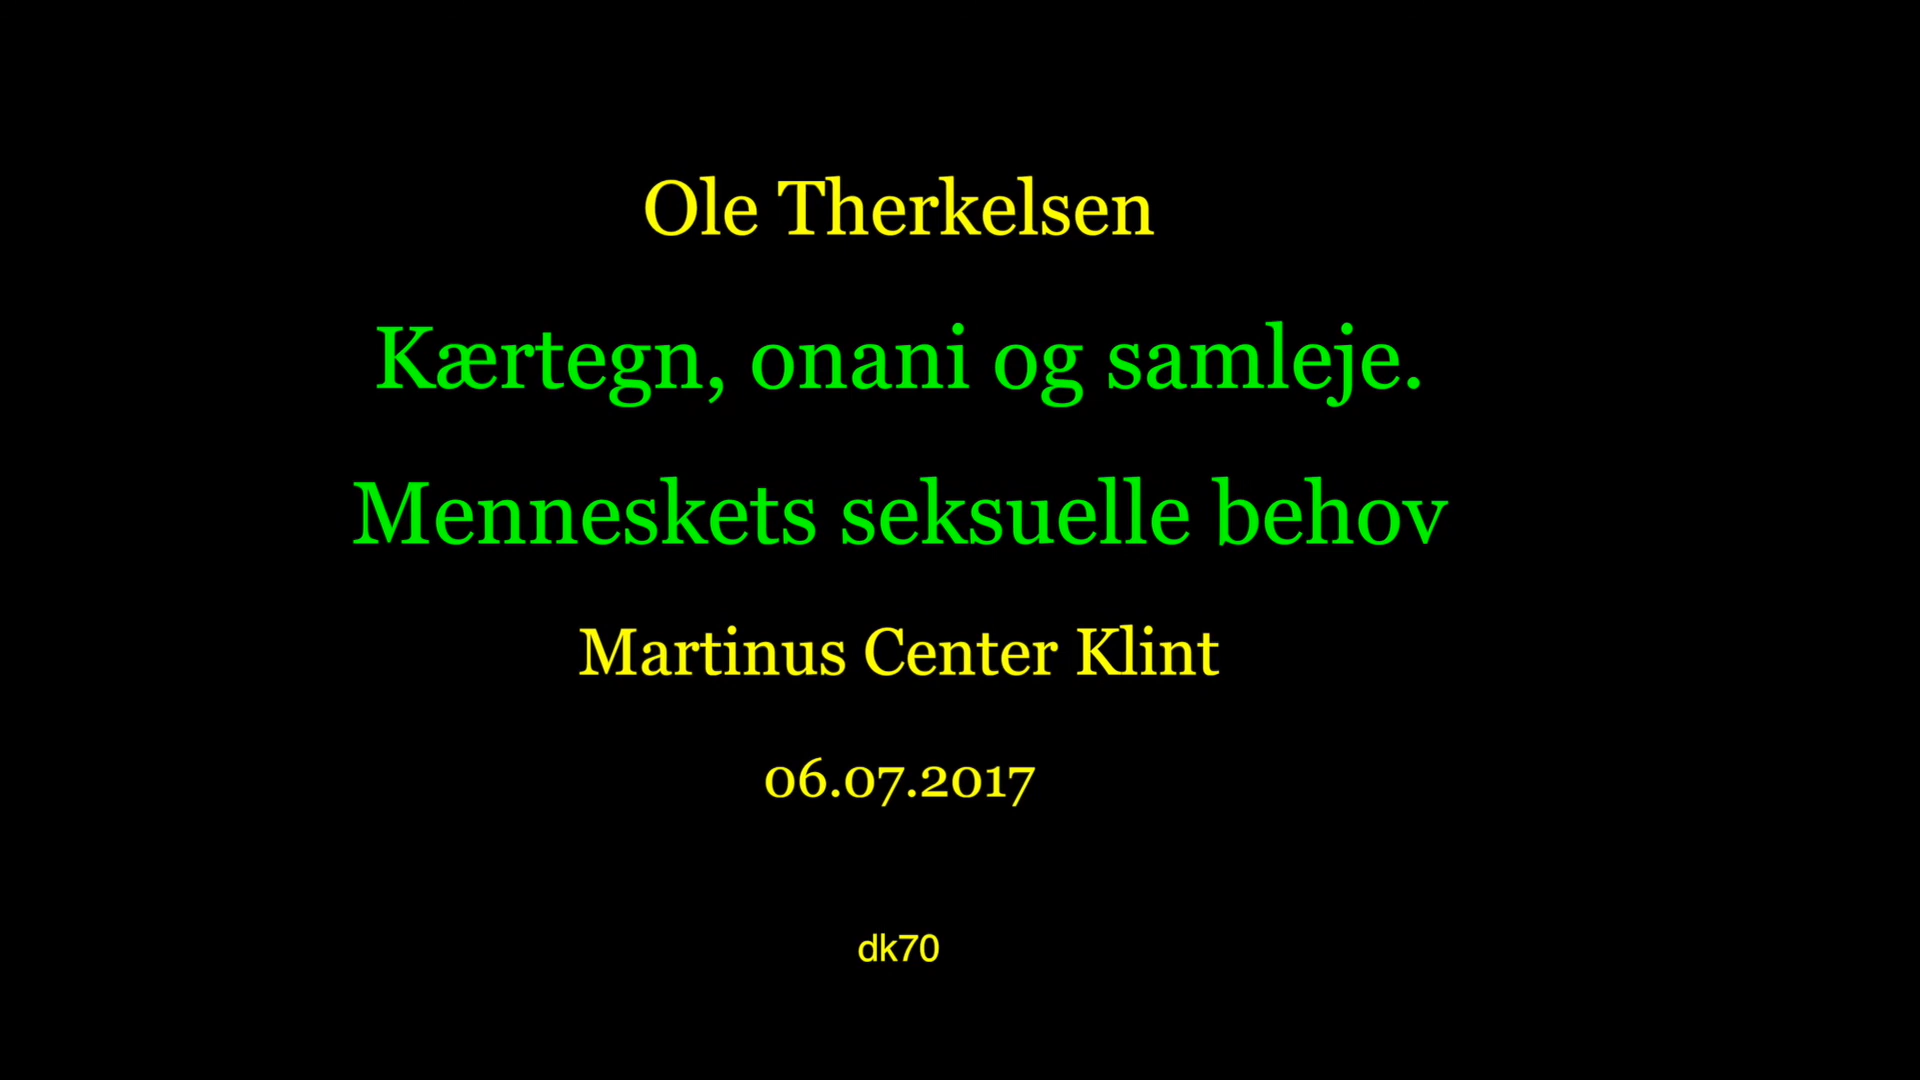 Ole Therkelsen
Kærtegn, onani og samleje.
Menneskets seksuelle behov
Martinus Center Klint
06.07.2017
dk70